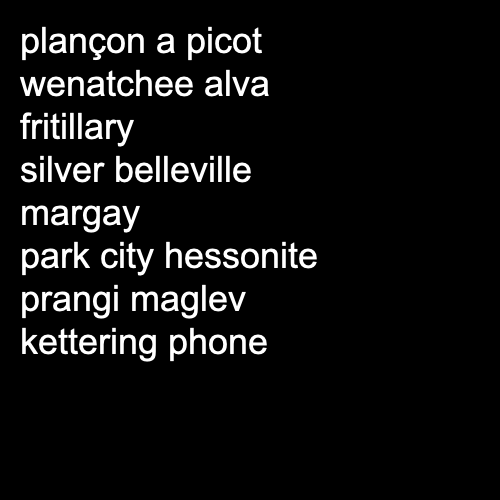 plançon a picot
wenatchee alva
fritillary
silver belleville
margay
park city hessonite
prangi maglev
kettering phone